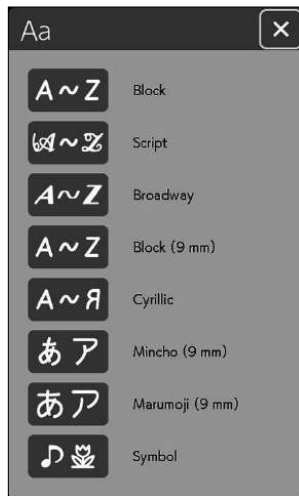 Aa
A~Z Block
A~Z Script
A~Z Broadway
A~Z Block (9 mm)
A~Я Cyrillic
あ ア Mincho (9 mm)
あ ア Marumoji (9 mm)
Symbol